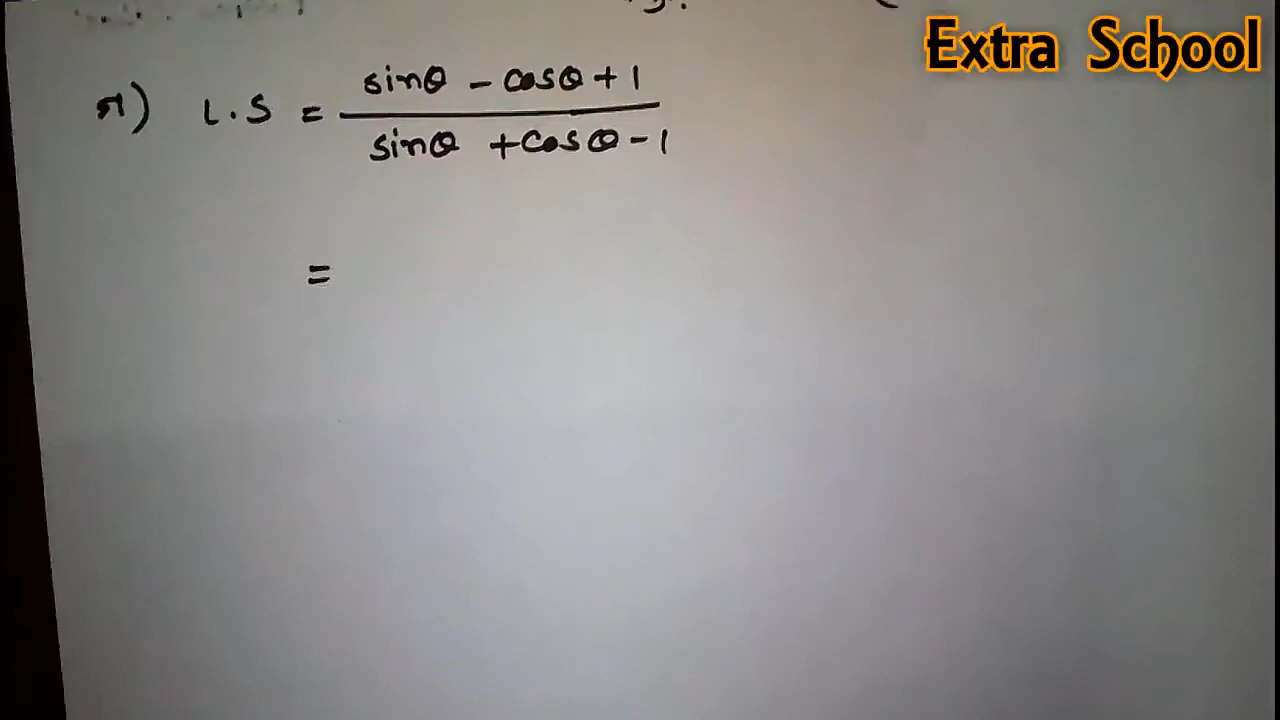 Extra School
গ) L.S = sinθ - cosθ + 1
sinθ + cosθ - 1
=